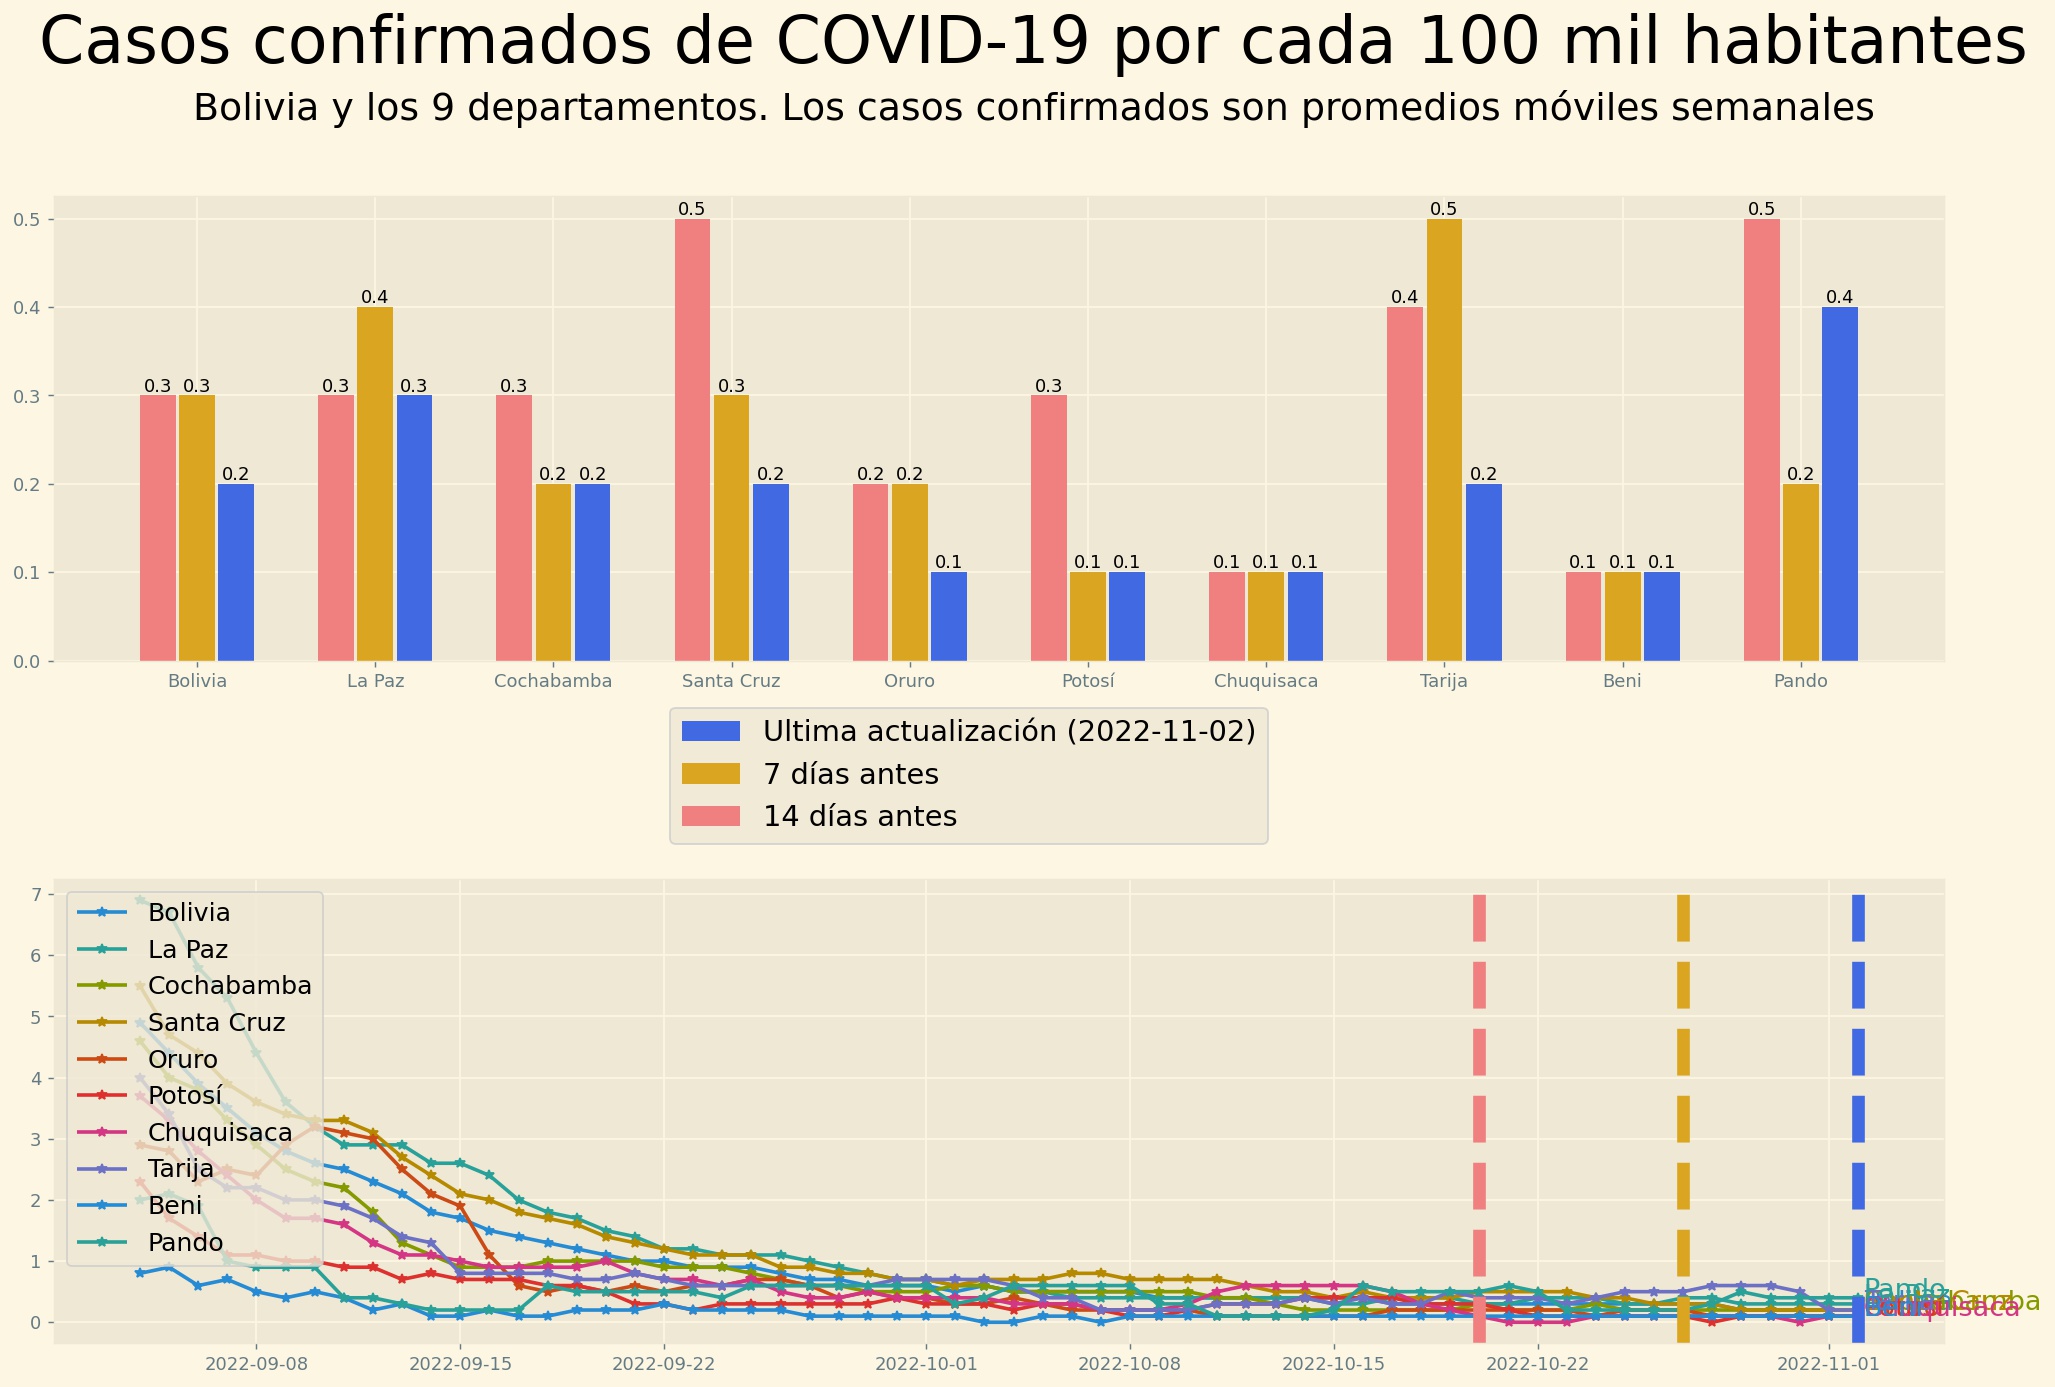 Casos confirmados de COVID-19 por cada 100 mil habitantes
Bolivia y los 9 departamentos. Los casos confirmados son promedios móviles semanales
0.5
0.4
0.3
0.2
0.1
0.0
0.3 0.3 0.2
0.3 0.4 0.3
0.3 0.2 0.2
0.5 0.3 0.2
0.2 0.2 0.1
0.3 0.1 0.1
0.1 0.1 0.1
0.4 0.5 0.2
0.1 0.1 0.1
0.5 0.2 0.4
Bolivia La Paz Cochabamba Santa Cruz Oruro Potosí Chuquisaca Tarija Beni Pando
Ultima actualización (2022-11-02)
7 días antes
14 días antes
7
6
5
4
3
2
1
0
Bolivia
La Paz
Cochabamba
Santa Cruz
Oruro
Potosí
Chuquisaca
Tarija
Beni
Pando
Pando
2022-09-08 2022-09-15 2022-09-22 2022-10-01 2022-10-08 2022-10-15 2022-10-22 2022-11-01